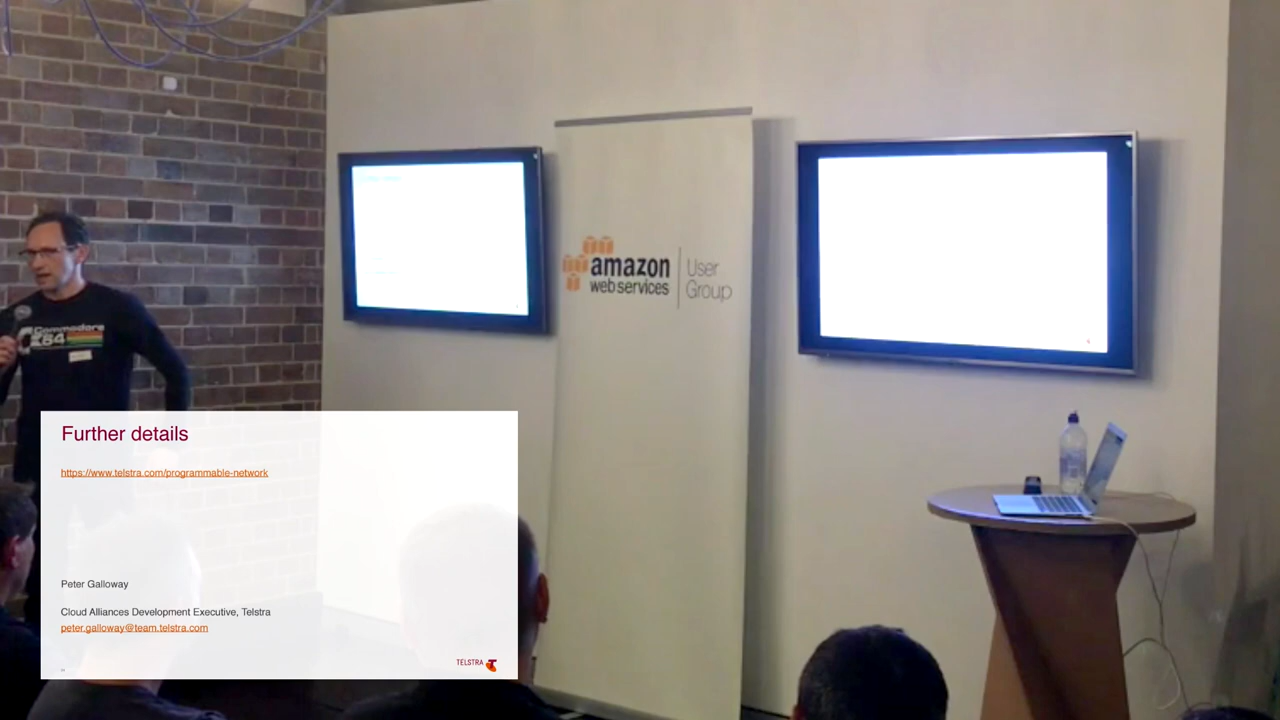 Commodore
C64
amazon
web services
User
Group
Further details
https://www.telstra.com/programmable-network
Peter Galloway
Cloud Alliances Development Executive, Telstra
peter.galloway@team.telstra.com
TELSTRA